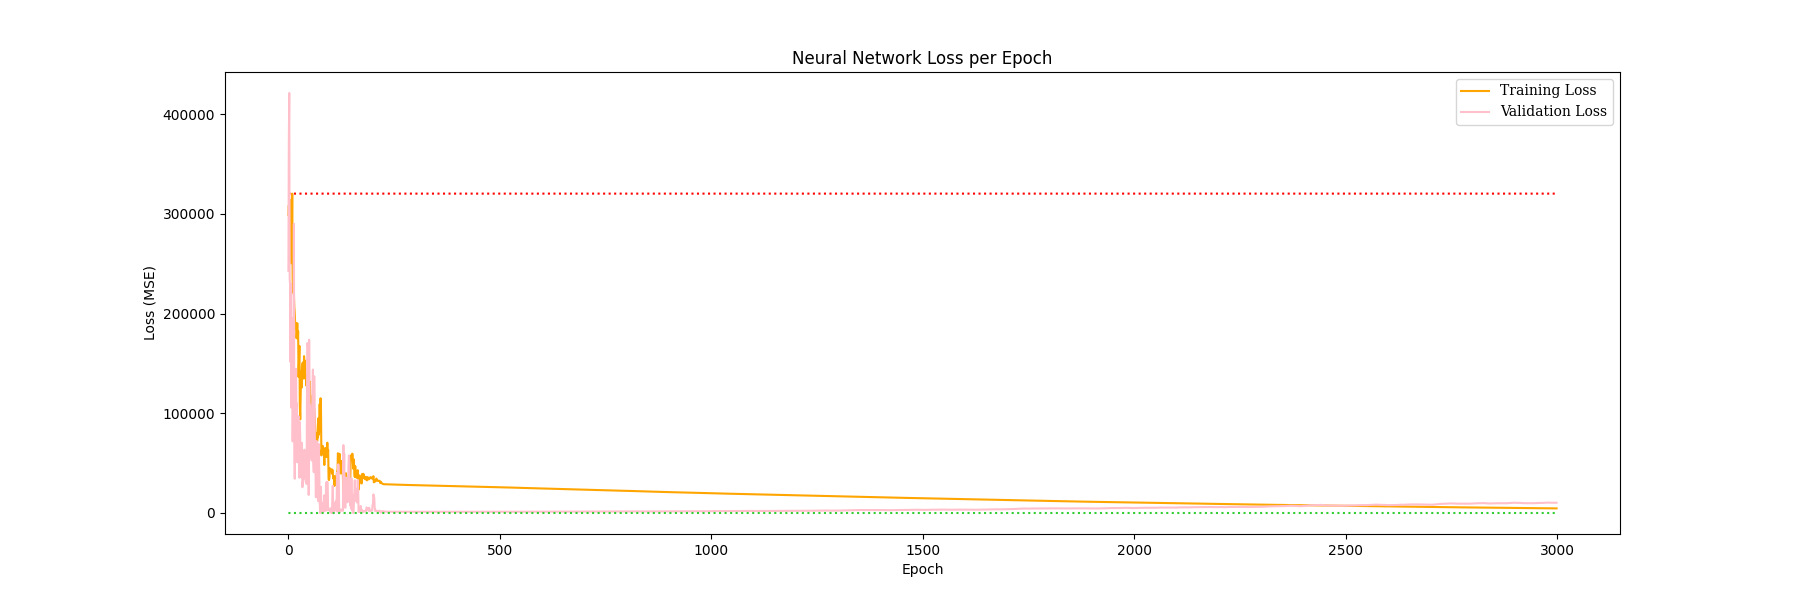 Neural Network Loss per Epoch
Training Loss
Validation Loss
400000
300000
200000
100000
0
Loss (MSE)
0 500 1000 1500 2000 2500 3000
Epoch